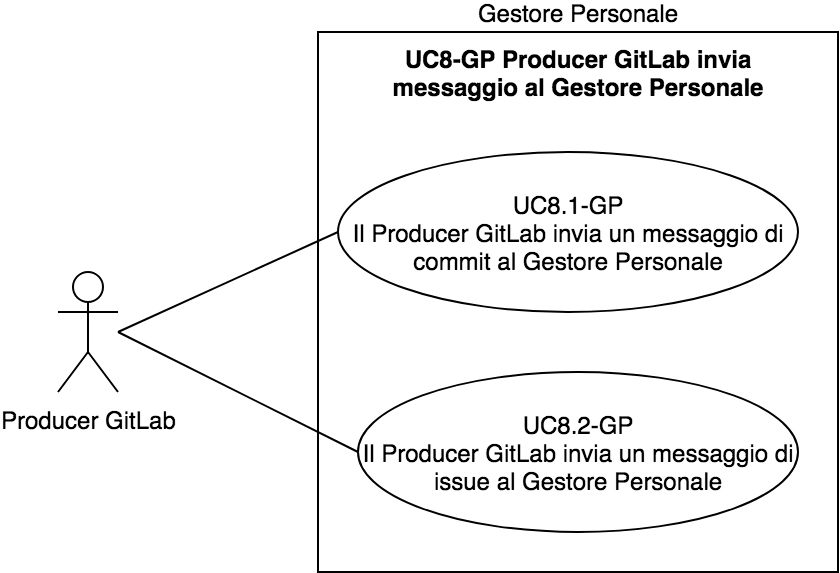 Gestore Personale
UC8-GP Producer GitLab invia
messaggio al Gestore Personale
UC8.1-GP
Il Producer GitLab invia un messaggio di
commit al Gestore Personale
Producer GitLab
UC8.2-GP
Il Producer GitLab invia un messaggio di
issue al Gestore Personale